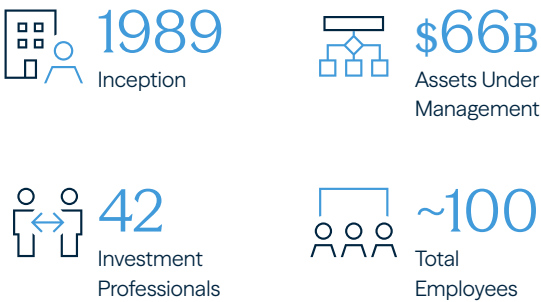 1989
Inception
$66B
Assets Under
Management
42
Investment
Professionals
~100
Total
Employees